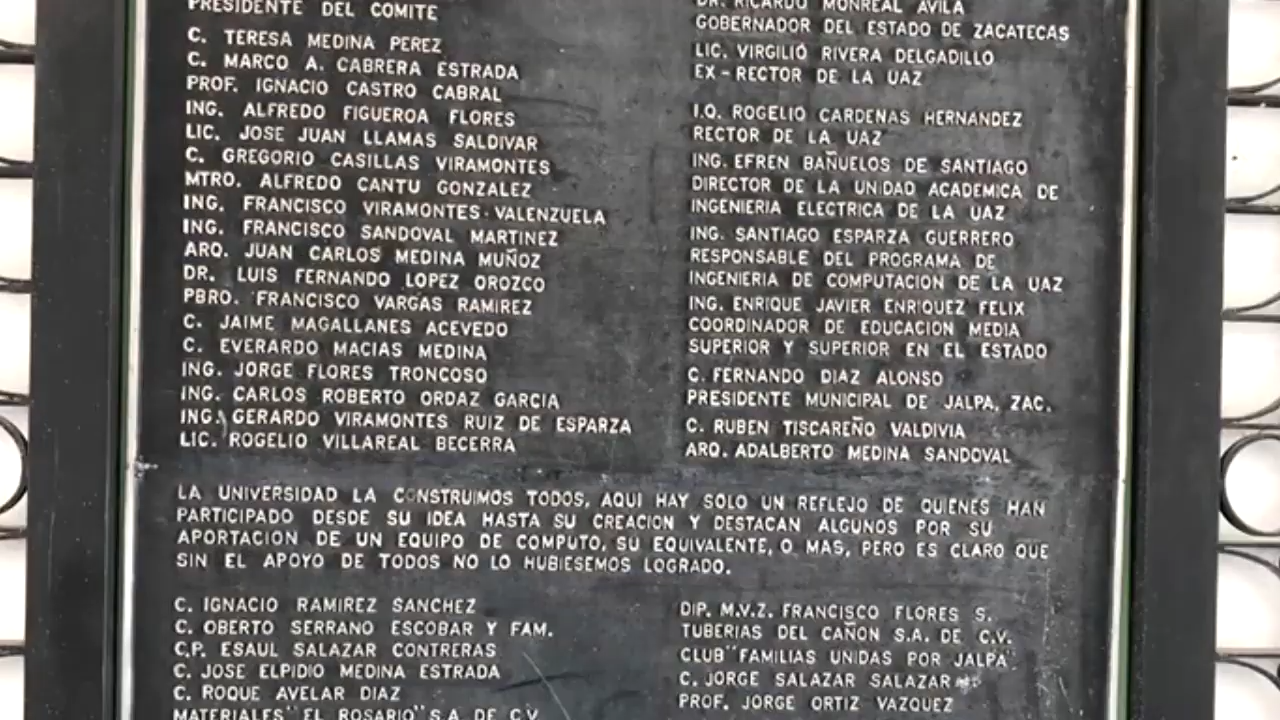 PRESIDENTE DEL COMITE
C. TERESA MEDINA PEREZ
C. MARCO A. CABRERA ESTRADA
PROF. IGNACIO CASTRO CABRAL
ING. ALFREDO FIGUEROA FLORES
LIC. JOSE JUAN LLAMAS SALDIVAR
C. GREGORIO CASILLAS VIRAMONTES
MTRO. ALFREDO CANTU GONZALEZ
ING. FRANCISCO VIRAMONTES VALENZUELA
ING. FRANCISCO SANDOVAL MARTINEZ
ARQ. JUAN CARLOS MEDINA MUÑOZ
DR. LUIS FERNANDO LOPEZ OROZCO
PBRO. FRANCISCO VARGAS RAMIREZ
C. JAIME MAGALLANES ACEVEDO
C. EVERARDO MACIAS MEDINA
ING. JORGE FLORES TRONCOSO
ING. CARLOS ROBERTO ORDAZ GARCIA
ING. GERARDO VIRAMONTES RUIZ DE ESPARZA
LIC. ROGELIO VILLAREAL BECERRA
DR. RICARDO MONREAL AVILA
GOBERNADOR DEL ESTADO DE ZACATECAS
LIC. VIRGILIO RIVERA DELGADILLO
EX-RECTOR DE LA UAZ
I.Q. ROGELIO CARDENAS HERNANDEZ
RECTOR DE LA UAZ
ING. EFREN BAÑUELOS DE SANTIAGO
DIRECTOR DE LA UNIDAD ACADEMICA DE
INGENIERIA ELECTRICA DE LA UAZ
ING. SANTIAGO ESPARZA GUERRERO
RESPONSABLE DEL PROGRAMA DE
INGENIERIA DE COMPUTACION DE LA UAZ
ING. ENRIQUE JAVIER ENRIQUEZ FELIX
COORDINADOR DE EDUCACION MEDIA
SUPERIOR Y SUPERIOR EN EL ESTADO
C. FERNANDO DIAZ ALONSO
PRESIDENTE MUNICIPAL DE JALPA, ZAC.
C. RUBEN TISCAREÑO VALDIVIA
ARQ. ADALBERTO MEDINA SANDOVAL
LA UNIVERSIDAD LA CONSTRUIMOS TODOS, AQUI HAY SOLO UN REFLEJO DE QUIENES HAN
PARTICIPADO DESDE SU IDEA HASTA SU CREACION Y DESTACAN ALGUNOS POR SU
APORTACION DE UN EQUIPO DE COMPUTO, SU EQUIVALENTE, O MAS, PERO ES CLARO QUE
SIN EL APOYO DE TODOS NO LO HUBIESEMOS LOGRADO.
C. IGNACIO RAMIREZ SANCHEZ
C. OBERTO SERRANO ESCOBAR Y FAM.
C.P. ESAUL SALAZAR CONTRERAS
C. JOSE ELPIDIO MEDINA ESTRADA
C. ROQUE AVELAR DIAZ
MATERIALES "EL ROSARIO" S.A. DE C.V.
DIP. M.V.Z. FRANCISCO FLORES S.
TUBERIAS DEL CAÑON S.A. DE C.V.
CLUB "FAMILIAS UNIDAS POR JALPA"
C. JORGE SALAZAR SALAZAR
PROF. JORGE ORTIZ VAZQUEZ